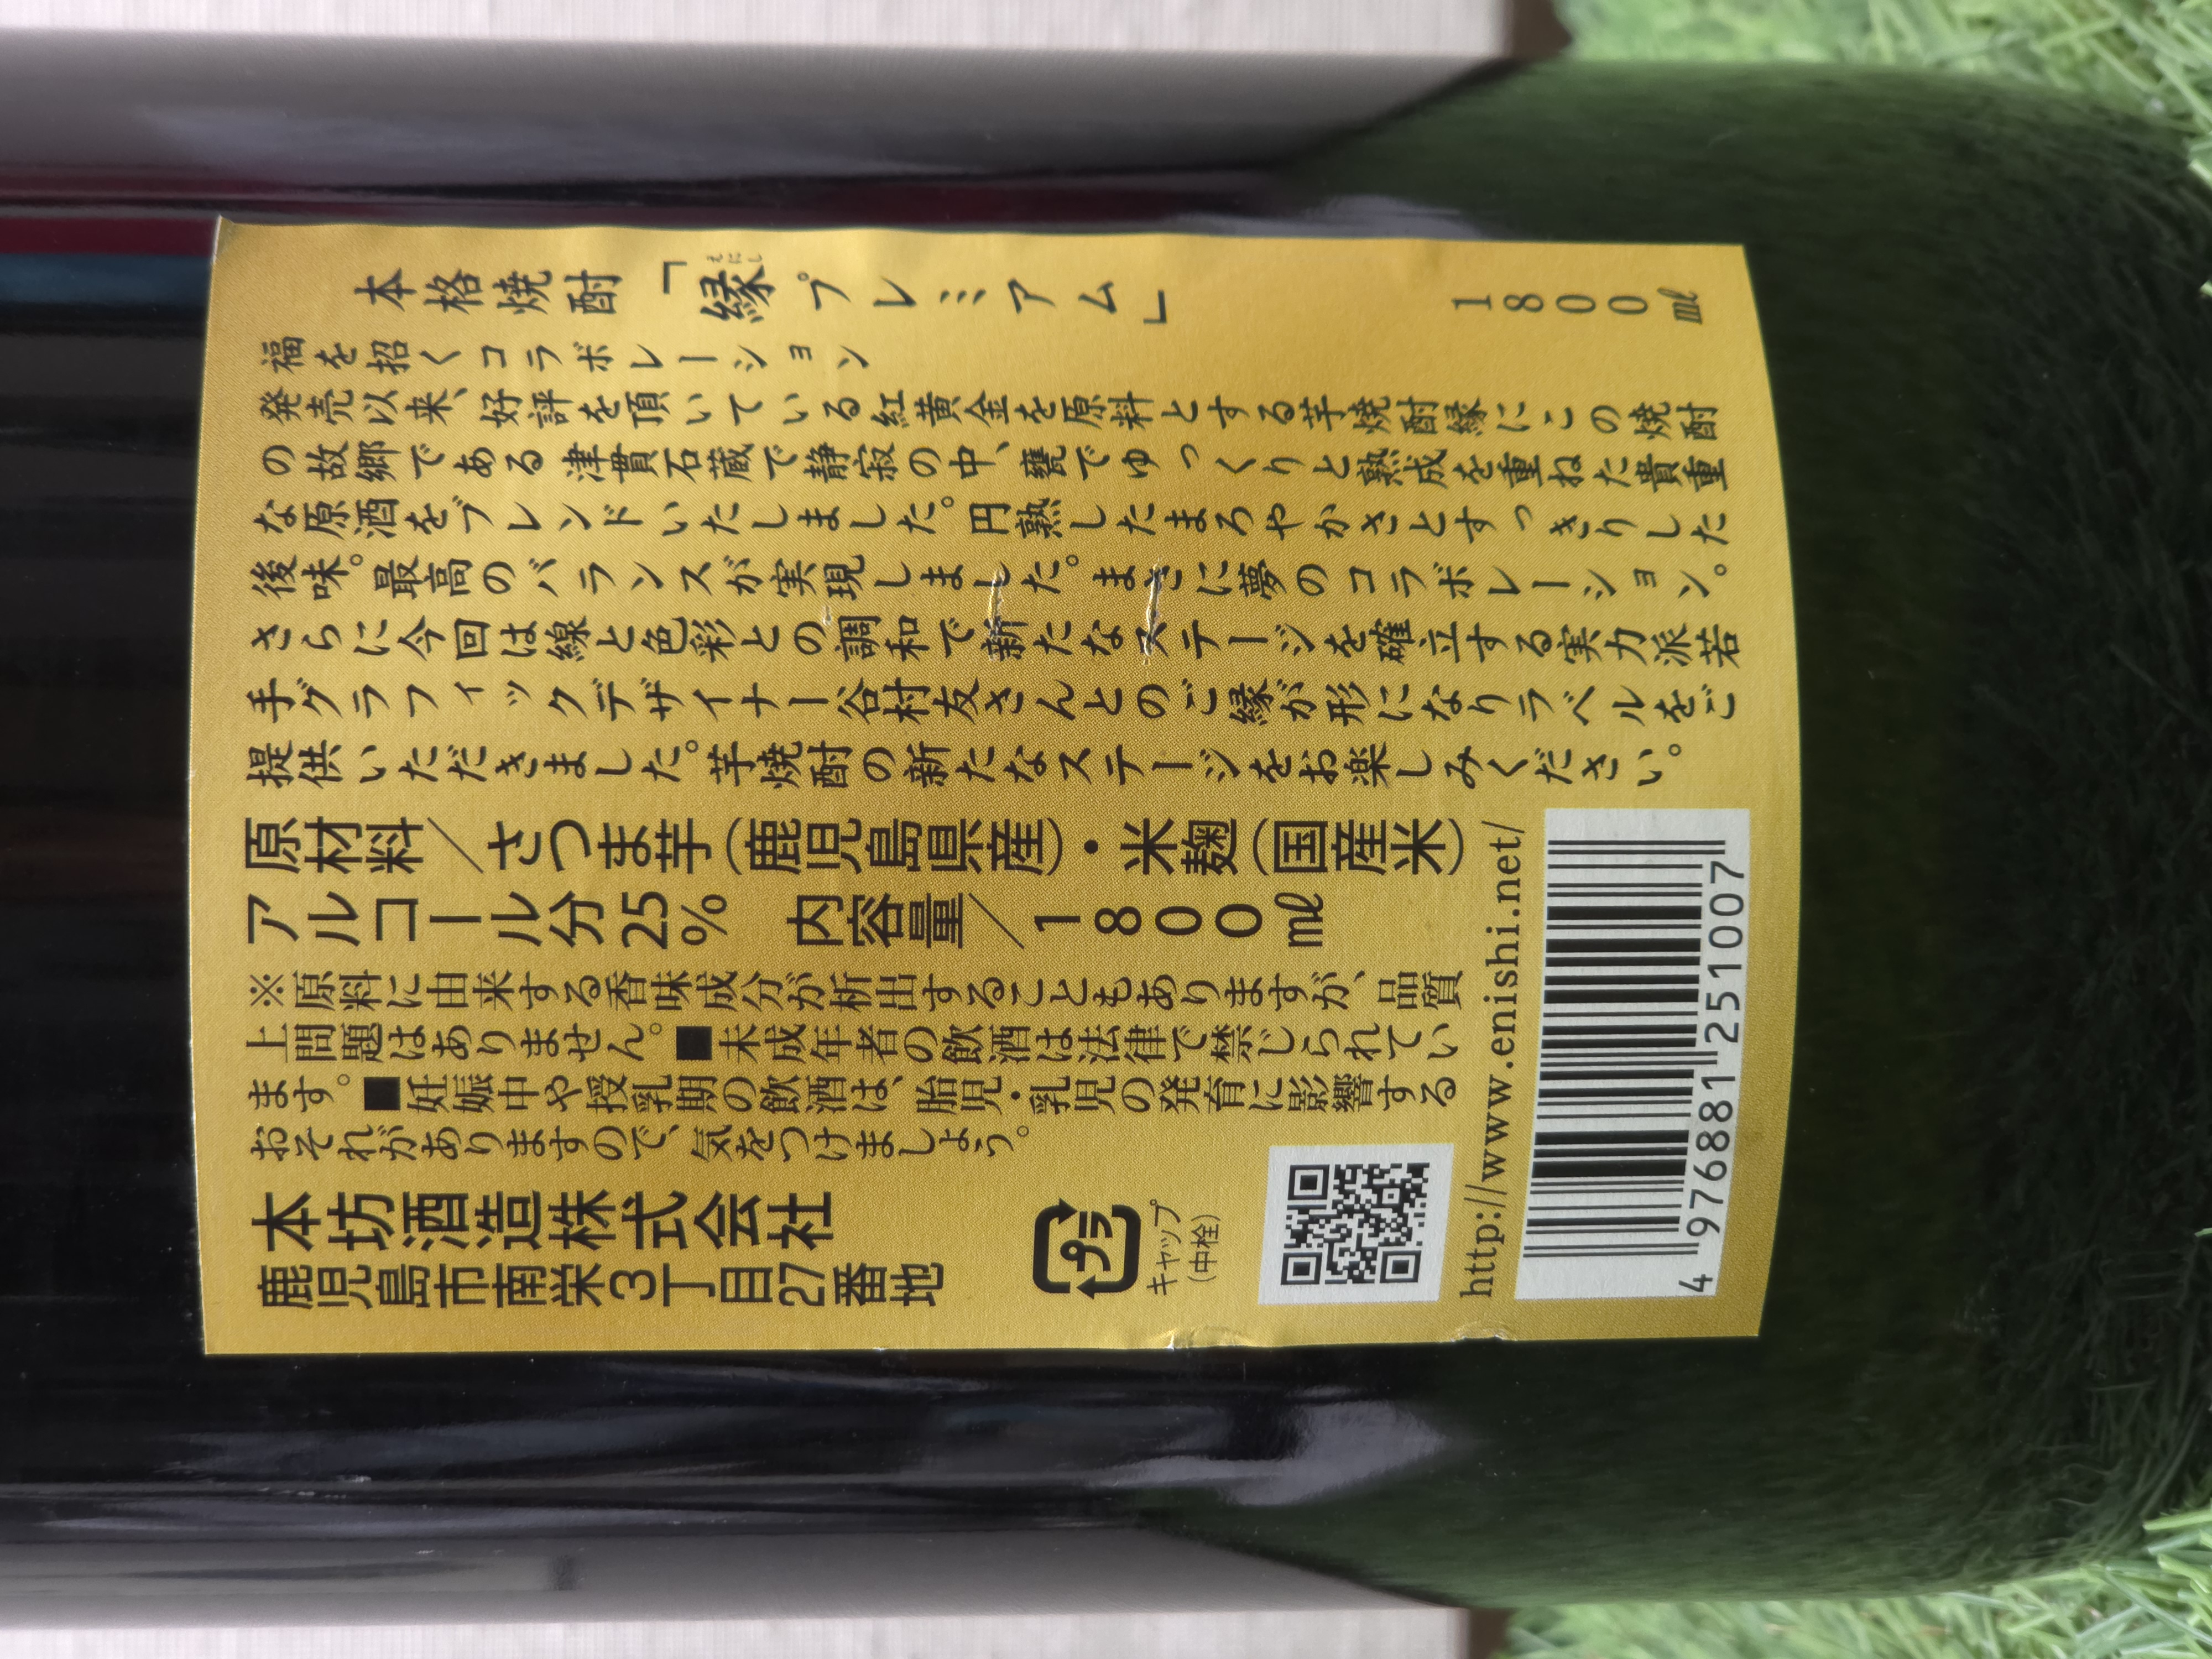 本格焼酎「縁プレミアム」 1800ml
えにし
福を招くコラボレーション
発売以来、好評を頂いている紅黄金を原料とする芋焼酎縁にこの焼酎
の故郷である津貫石蔵で静寂の中、甕でゆっくりと熟成を重ねた貴重
な原酒をブレンドいたしました。円熟したまろやかさとすっきりした
後味。最高のバランスが実現しました。まさに夢のコラボレーション。
さらに今回は線と色彩との調和で新たなステージを確立する実力派若
手グラフィックデザイナー谷村友さんとのご縁が形になりラベルをご
提供いただきました。芋焼酎の新たなステージをお楽しみください。
原材料／さつま芋(鹿児島県産)・米麹(国産米)
アルコール分25% 内容量／1800㎖
※原料に由来する香味成分が析出することもありますが、品質
上問題はありません。■未成年者の飲酒は法律で禁じられてい
ます。■妊娠中や授乳期の飲酒は、胎児・乳児の発育に影響する
おそれがありますので、気をつけましょう。
本坊酒造株式会社
鹿児島市南栄3丁目27番地
プラ
キャップ
(中栓)
http://www.enishi.net/
4 976881 251007